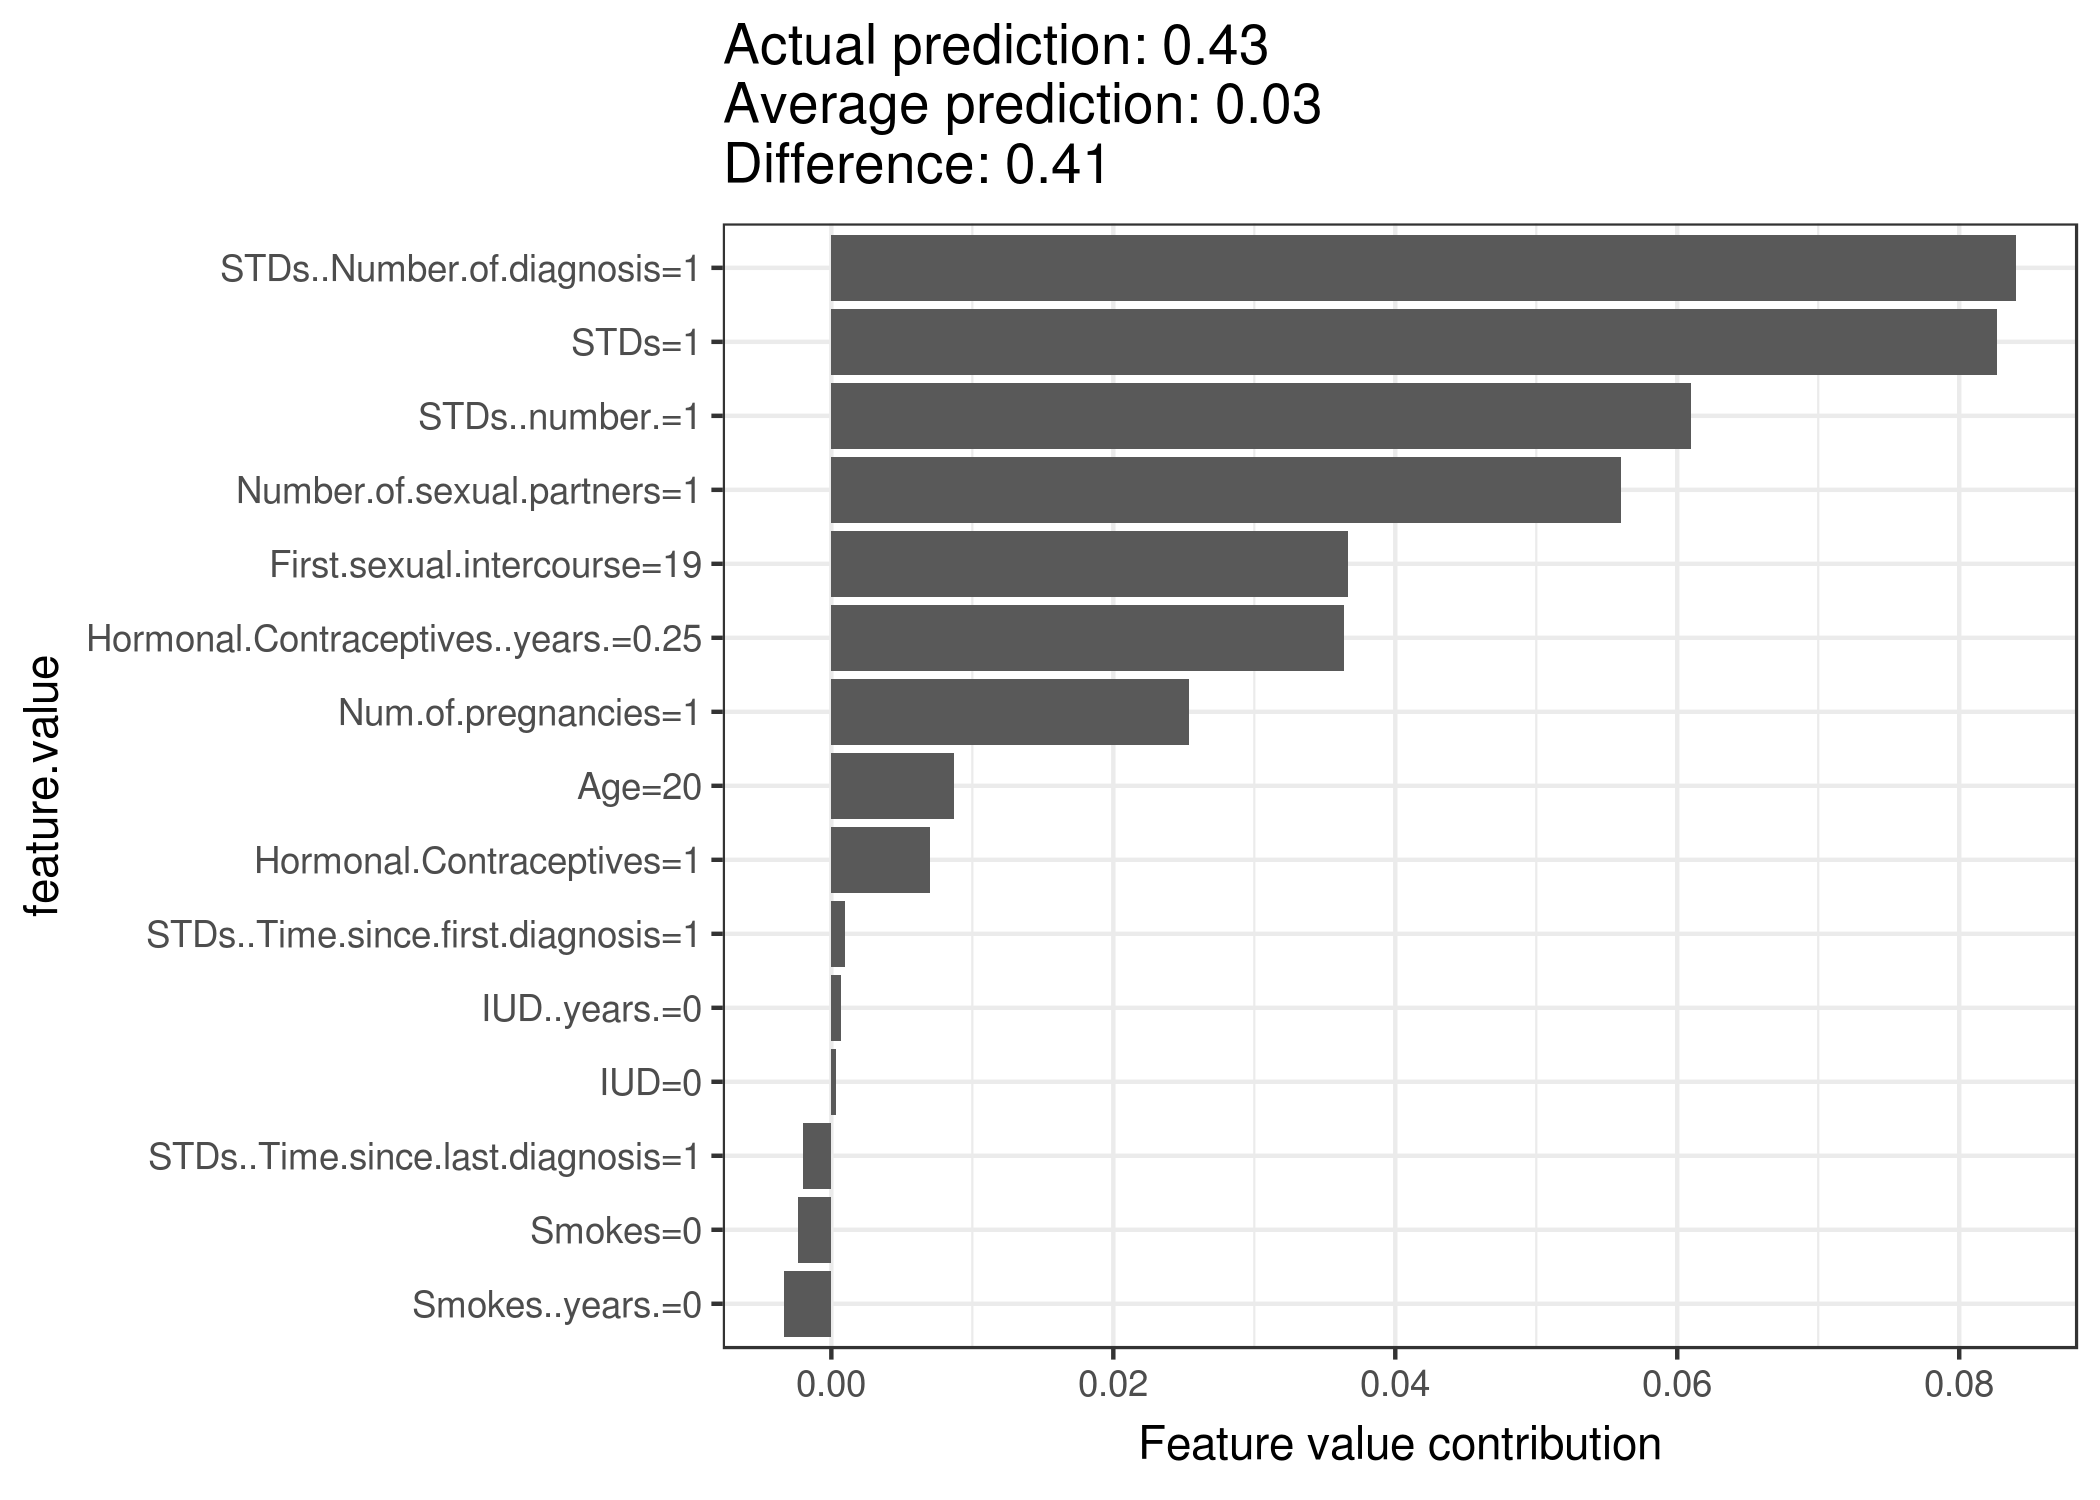 Actual prediction: 0.43
Average prediction: 0.03
Difference: 0.41
STDs..Number.of.diagnosis=1
STDs=1
STDs..number.=1
Number.of.sexual.partners=1
First.sexual.intercourse=19
Hormonal.Contraceptives..years.=0.25
Num.of.pregnancies=1
Age=20
Hormonal.Contraceptives=1
STDs..Time.since.first.diagnosis=1
IUD..years.=0
IUD=0
STDs..Time.since.last.diagnosis=1
Smokes=0
Smokes..years.=0
feature.value
0.00 0.02 0.04 0.06 0.08
Feature value contribution